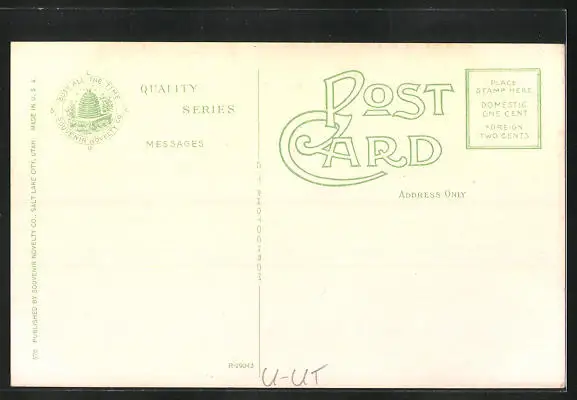 570 PUBLISHED BY SOUVENIR NOVELTY CO., SALT LAKE CITY, UTAH. MADE IN U. S. A.
BUSY ALL THE TIME
SOUVENIR NOVELTY CO.
QUALITY
SERIES
MESSAGES
POST
CARD
PLACE
STAMP HERE
DOMESTIC
ONE CENT
FOREIGN
TWO CENTS
ADDRESS ONLY
R-29043
U-UT